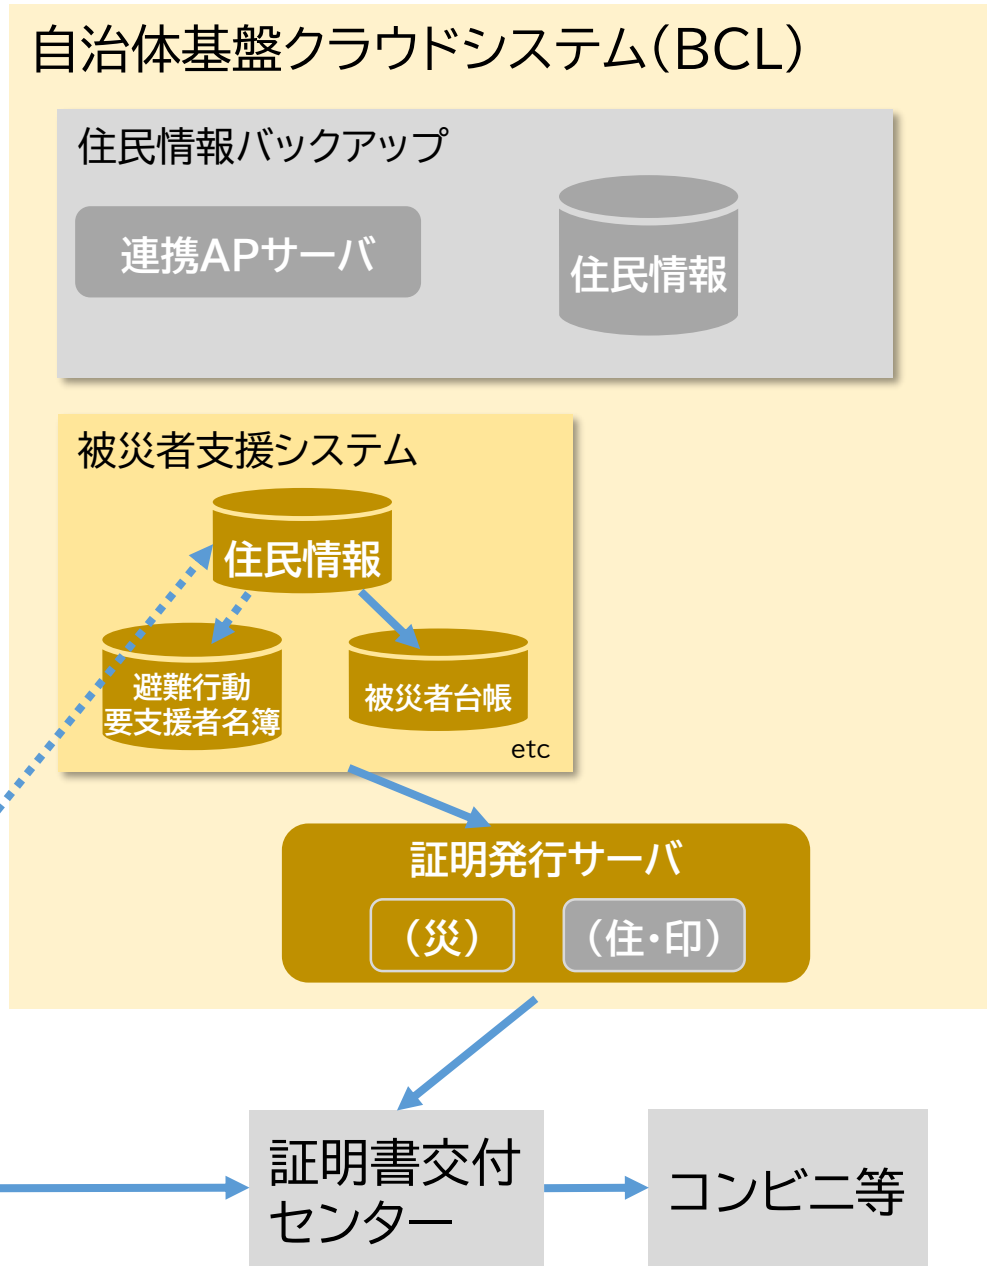 自治体基盤クラウドシステム(BCL)
住民情報バックアップ
連携APサーバ
住民情報
被災者支援システム
住民情報
避難行動
要支援者名簿
被災者台帳
etc
証明発行サーバ
(災)
(住・印)
証明書交付
センター
コンビニ等